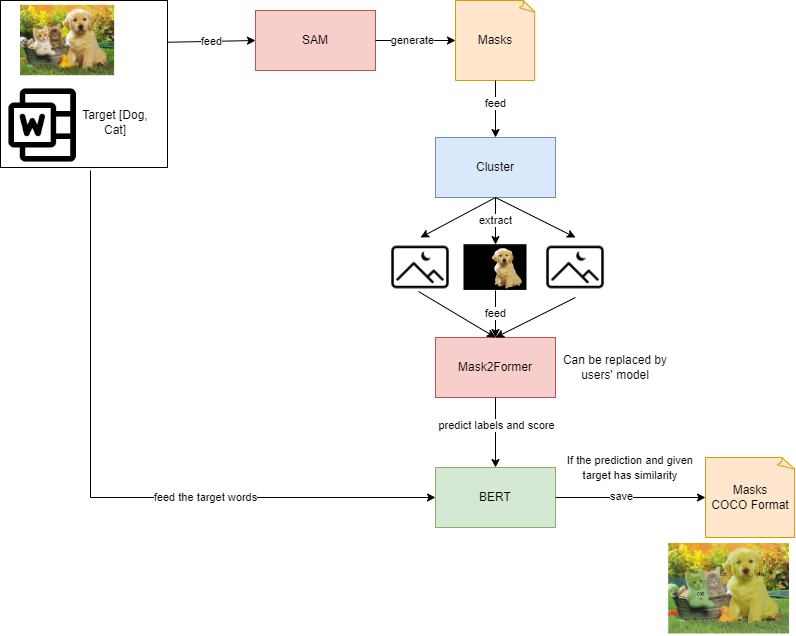 feed
SAM
generate
Masks
W
Target [Dog,
Cat]
feed
Cluster
extract
feed
Mask2Former
Can be replaced by
users' model
predict labels and score
If the prediction and given
target has similarity
feed the target words
BERT
save
Masks
COCO Format